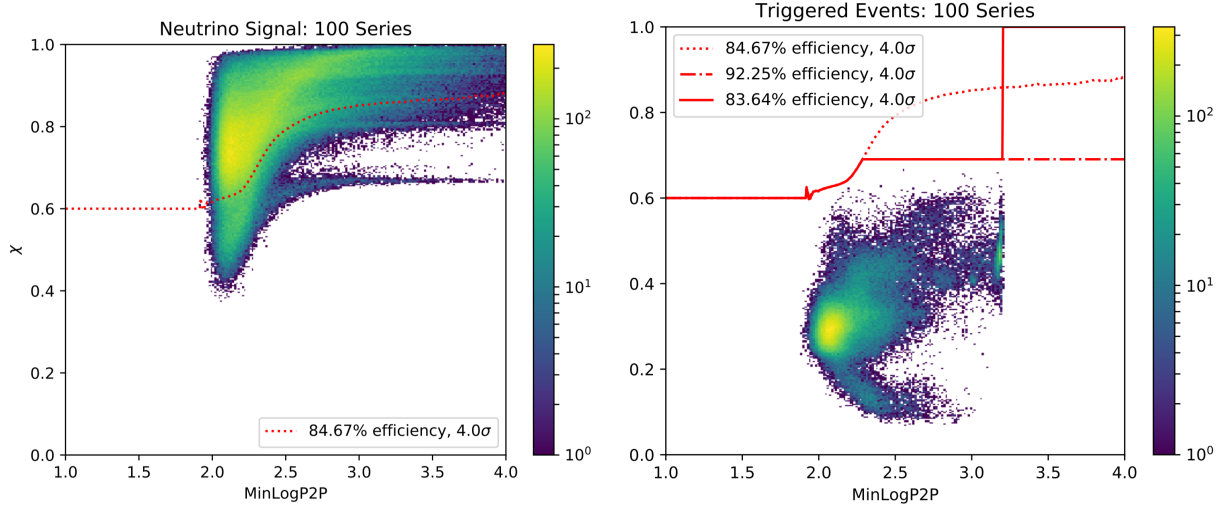 Neutrino Signal: 100 Series
1.0
0.8
0.6
0.4
0.2
0.0
χ
1.0 1.5 2.0 2.5 3.0 3.5 4.0
MinLogP2P
84.67% efficiency, 4.0σ
10²
10¹
10⁰
Triggered Events: 100 Series
84.67% efficiency, 4.0σ
92.25% efficiency, 4.0σ
83.64% efficiency, 4.0σ
1.0
0.8
0.6
0.4
0.2
0.0
1.0 1.5 2.0 2.5 3.0 3.5 4.0
MinLogP2P
10²
10¹
10⁰